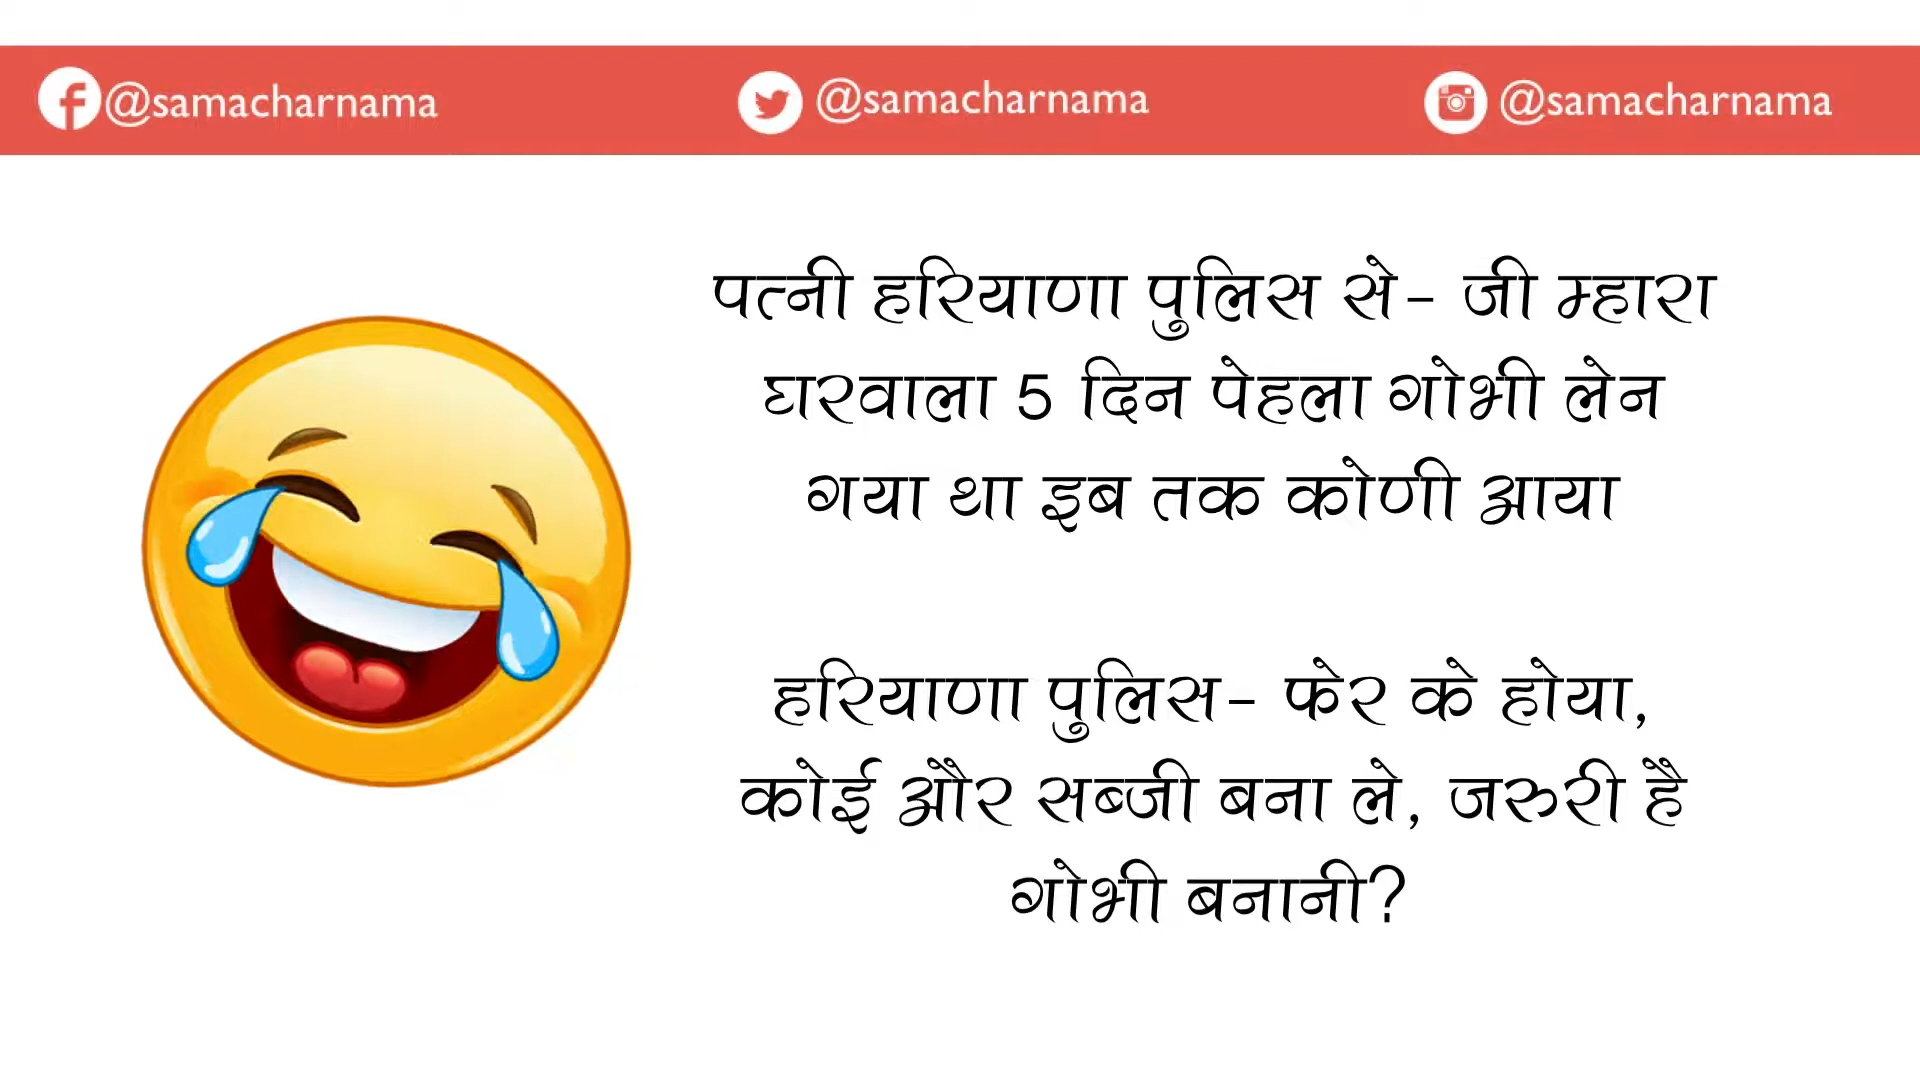 @samacharnama @samacharnama @samacharnama
पत्नी हरियाणा पुलिस से- जी म्हारा
घरवाला 5 दिन पेहला गोभी लेन
गया था इब तक कोणी आया
हरियाणा पुलिस- फेर के होया,
कोई और सब्जी बना ले, जरुरी है
गोभी बनानी?